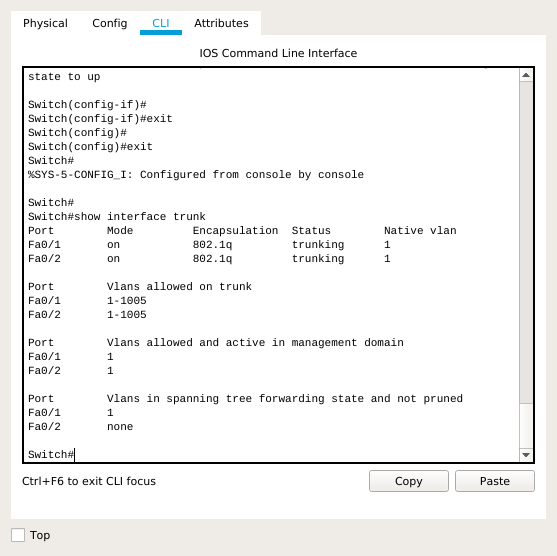 Physical Config CLI Attributes
IOS Command Line Interface
state to up
Switch(config-if)#
Switch(config-if)#exit
Switch(config)#
Switch(config)#exit
Switch#
%SYS-5-CONFIG_I: Configured from console by console
Switch#
Switch#show interface trunk
Port Mode Encapsulation Status Native vlan
Fa0/1 on 802.1q trunking 1
Fa0/2 on 802.1q trunking 1
Port Vlans allowed on trunk
Fa0/1 1-1005
Fa0/2 1-1005
Port Vlans allowed and active in management domain
Fa0/1 1
Fa0/2 1
Port Vlans in spanning tree forwarding state and not pruned
Fa0/1 1
Fa0/2 none
Switch#
Ctrl+F6 to exit CLI focus Copy Paste
Top